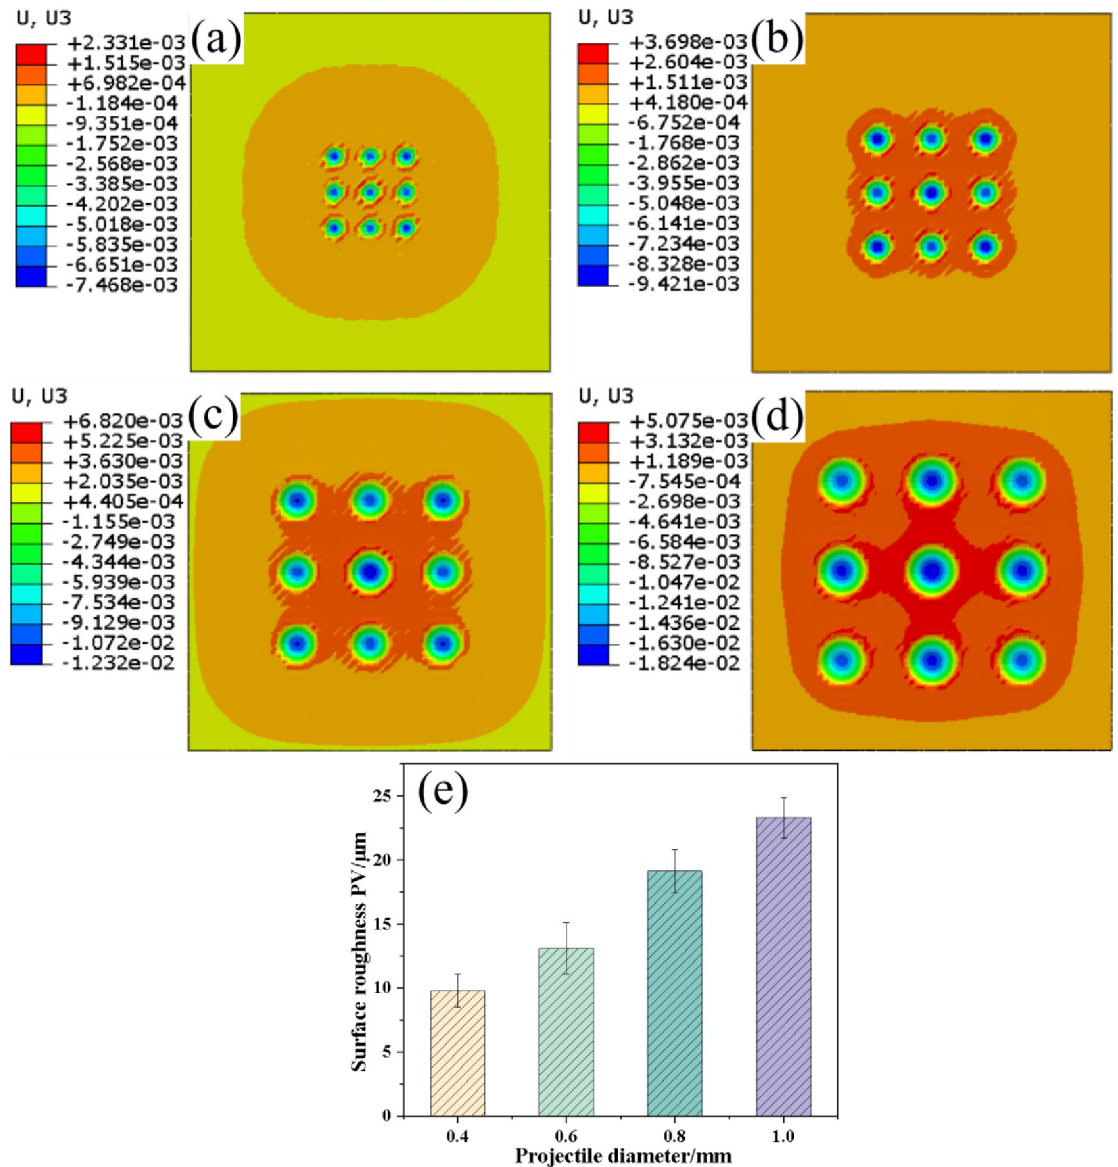 U, U3
(a)
+2.331e-03
+1.515e-03
+6.982e-04
-1.184e-04
-9.351e-04
-1.752e-03
-2.568e-03
-3.385e-03
-4.202e-03
-5.018e-03
-5.835e-03
-6.651e-03
-7.468e-03
U, U3
(b)
+3.698e-03
+2.604e-03
+1.511e-03
+4.180e-04
-6.752e-04
-1.768e-03
-2.862e-03
-3.955e-03
-5.048e-03
-6.141e-03
-7.234e-03
-8.328e-03
-9.421e-03
U, U3
(c)
+6.820e-03
+5.225e-03
+3.630e-03
+2.035e-03
+4.405e-04
-1.155e-03
-2.749e-03
-4.344e-03
-5.939e-03
-7.534e-03
-9.129e-03
-1.072e-02
-1.232e-02
U, U3
(d)
+5.075e-03
+3.132e-03
+1.189e-03
-7.545e-04
-2.698e-03
-4.641e-03
-6.584e-03
-8.527e-03
-1.047e-02
-1.241e-02
-1.436e-02
-1.630e-02
-1.824e-02
(e)
Surface roughness PV/μm
25
20
15
10
5
0
0.4 0.6 0.8 1.0
Projectile diameter/mm